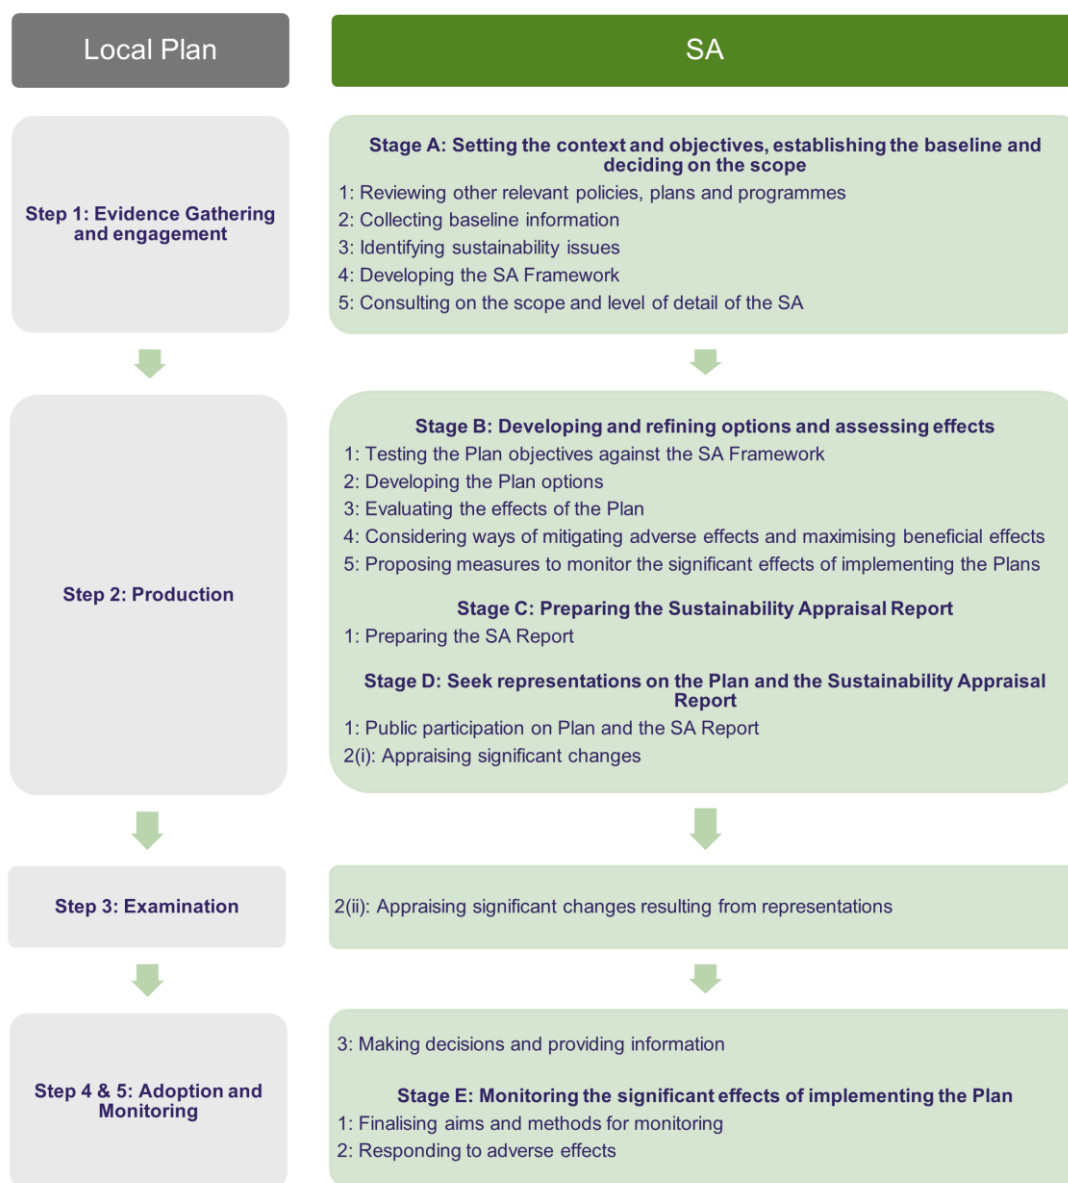 Local Plan
SA
Step 1: Evidence Gathering
and engagement
Stage A: Setting the context and objectives, establishing the baseline and
deciding on the scope
1: Reviewing other relevant policies, plans and programmes
2: Collecting baseline information
3: Identifying sustainability issues
4: Developing the SA Framework
5: Consulting on the scope and level of detail of the SA
Step 2: Production
Stage B: Developing and refining options and assessing effects
1: Testing the Plan objectives against the SA Framework
2: Developing the Plan options
3: Evaluating the effects of the Plan
4: Considering ways of mitigating adverse effects and maximising beneficial effects
5: Proposing measures to monitor the significant effects of implementing the Plans
Stage C: Preparing the Sustainability Appraisal Report
1: Preparing the SA Report
Stage D: Seek representations on the Plan and the Sustainability Appraisal
Report
1: Public participation on Plan and the SA Report
2(i): Appraising significant changes
Step 3: Examination
2(ii): Appraising significant changes resulting from representations
Step 4 & 5: Adoption and
Monitoring
3: Making decisions and providing information
Stage E: Monitoring the significant effects of implementing the Plan
1: Finalising aims and methods for monitoring
2: Responding to adverse effects